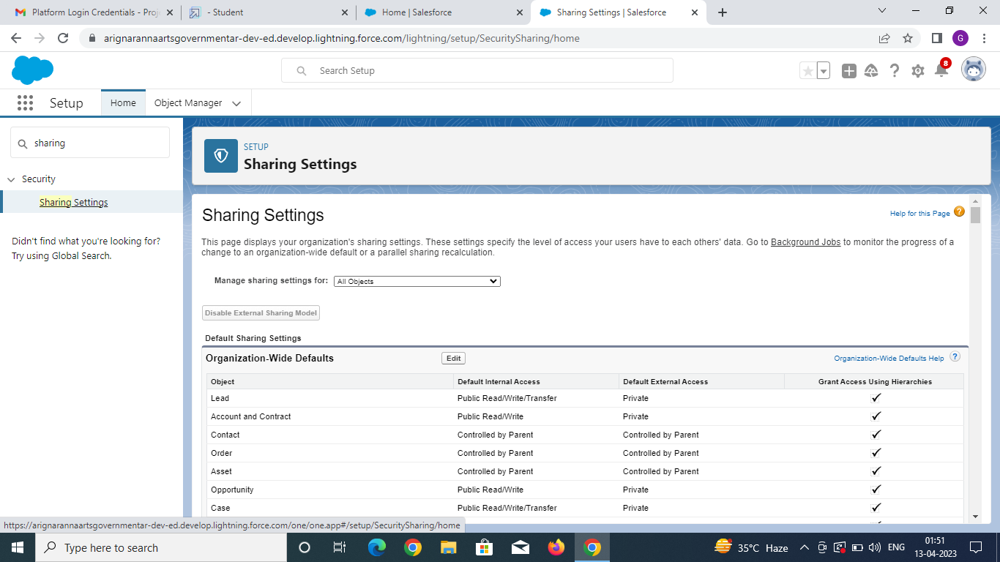 Platform Login Credentials - Proj
- Student
Home | Salesforce
Sharing Settings | Salesforce
arignarannaartsgovernmentar-dev-ed.develop.lightning.force.com/lightning/setup/SecuritySharing/home
G
Search Setup
8
Setup
Home
Object Manager
sharing
Security
Sharing Settings
Didn't find what you're looking for?
Try using Global Search.
SETUP
Sharing Settings
Sharing Settings
Help for this Page
This page displays your organization's sharing settings. These settings specify the level of access your users have to each others' data. Go to Background Jobs to monitor the progress of a
change to an organization-wide default or a parallel sharing recalculation.
Manage sharing settings for: All Objects
Disable External Sharing Model
Default Sharing Settings
Organization-Wide Defaults Edit Organization-Wide Defaults Help ?
Object Default Internal Access Default External Access Grant Access Using Hierarchies
Lead Public Read/Write/Transfer Private
Account and Contract Public Read/Write Private
Contact Controlled by Parent Controlled by Parent
Order Controlled by Parent Controlled by Parent
Asset Controlled by Parent Controlled by Parent
Opportunity Public Read/Write Private
Case Public Read/Write/Transfer Private
https://arignarannaartsgovernmentar-dev-ed.develop.lightning.force.com/one/one.app#/setup/SecuritySharing/home
Type here to search
35°C Haze
ENG
01:51
13-04-2023